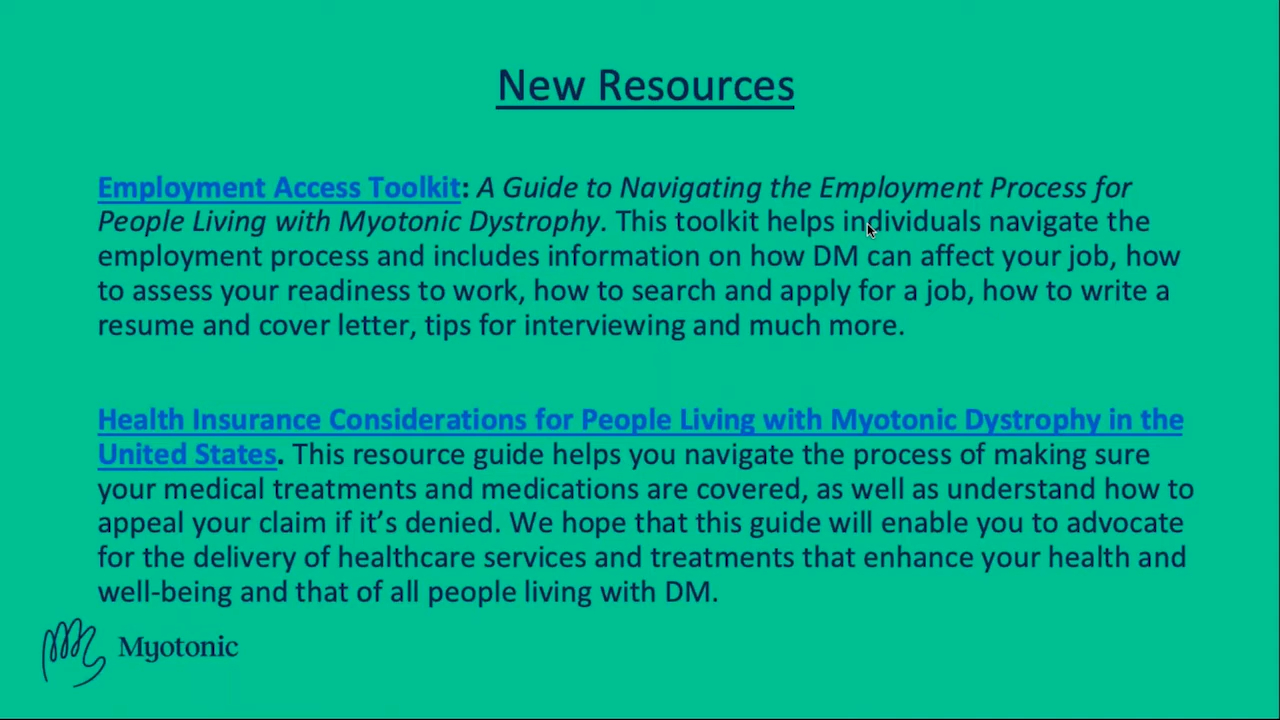 New Resources
Employment Access Toolkit: A Guide to Navigating the Employment Process for
People Living with Myotonic Dystrophy. This toolkit helps individuals navigate the
employment process and includes information on how DM can affect your job, how
to assess your readiness to work, how to search and apply for a job, how to write a
resume and cover letter, tips for interviewing and much more.
Health Insurance Considerations for People Living with Myotonic Dystrophy in the
United States. This resource guide helps you navigate the process of making sure
your medical treatments and medications are covered, as well as understand how to
appeal your claim if it’s denied. We hope that this guide will enable you to advocate
for the delivery of healthcare services and treatments that enhance your health and
well-being and that of all people living with DM.
Myotonic